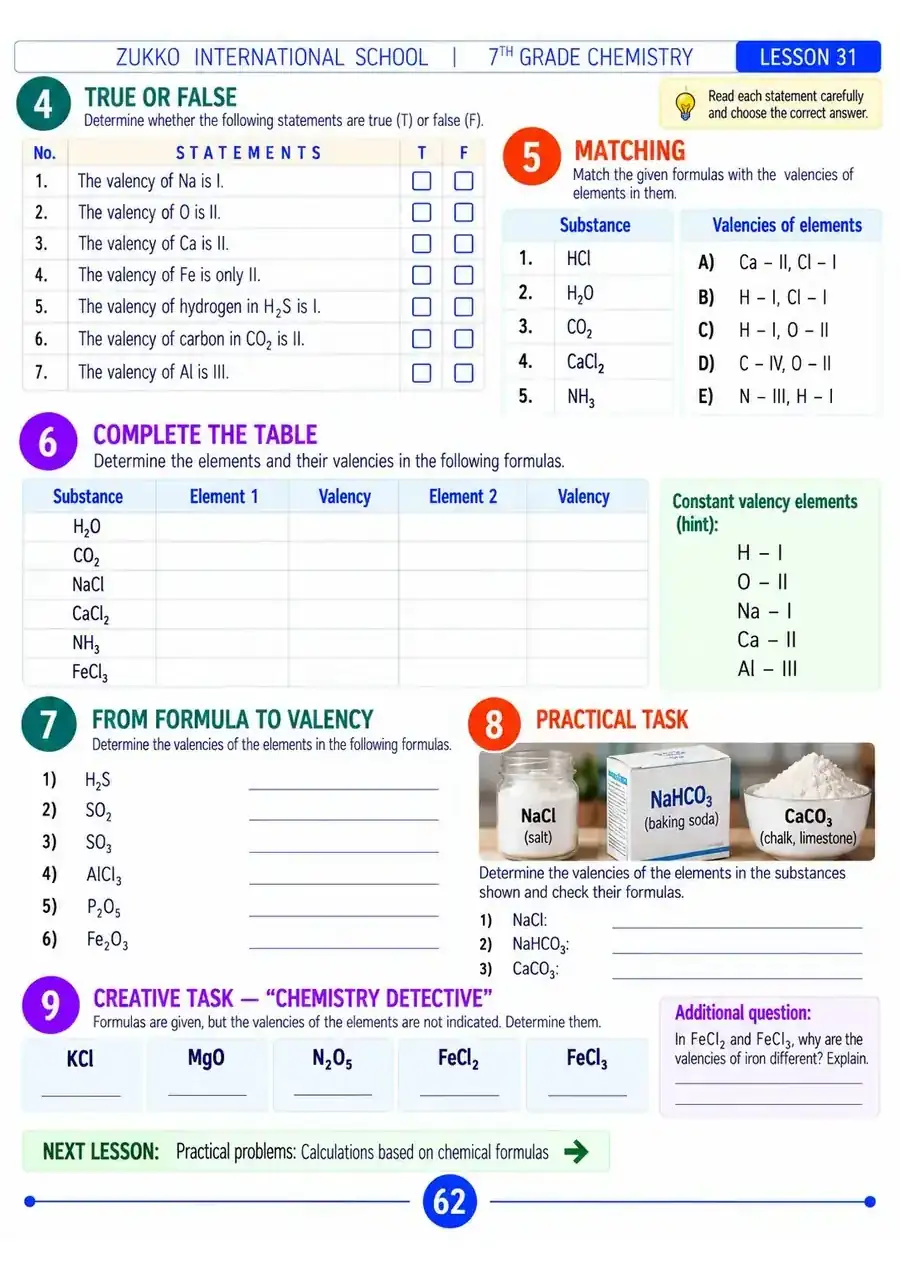 ZUKKO INTERNATIONAL SCHOOL | 7TH GRADE CHEMISTRY LESSON 31
4 TRUE OR FALSE
Determine whether the following statements are true (T) or false (F).
Read each statement carefully
and choose the correct answer.
No. STATEMENTS T F
1. The valency of Na is I.
2. The valency of O is II.
3. The valency of Ca is II.
4. The valency of Fe is only II.
5. The valency of hydrogen in H₂S is I.
6. The valency of carbon in CO₂ is II.
7. The valency of Al is III.
5 MATCHING
Match the given formulas with the valencies of
elements in them.
Substance Valencies of elements
1. HCl A) Ca – II, Cl – I
2. H₂O B) H – I, Cl – I
3. CO₂ C) H – I, O – II
4. CaCl₂ D) C – IV, O – II
5. NH₃ E) N – III, H – I
6 COMPLETE THE TABLE
Determine the elements and their valencies in the following formulas.
Substance Element 1 Valency Element 2 Valency
H₂O
CO₂
NaCl
CaCl₂
NH₃
FeCl₃
Constant valency elements
(hint):
H – I
O – II
Na – I
Ca – II
Al – III
7 FROM FORMULA TO VALENCY
Determine the valencies of the elements in the following formulas.
1) H₂S
2) SO₂
3) SO₃
4) AlCl₃
5) P₂O₅
6) Fe₂O₃
8 PRACTICAL TASK
NaCl
(salt)
NaHCO₃
(baking soda)
CaCO₃
(chalk, limestone)
Determine the valencies of the elements in the substances
shown and check their formulas.
1) NaCl:
2) NaHCO₃:
3) CaCO₃:
9 CREATIVE TASK — “CHEMISTRY DETECTIVE”
Formulas are given, but the valencies of the elements are not indicated. Determine them.
KCl MgO N₂O₅ FeCl₂ FeCl₃
Additional question:
In FeCl₂ and FeCl₃, why are the
valencies of iron different? Explain.
NEXT LESSON: Practical problems: Calculations based on chemical formulas
62